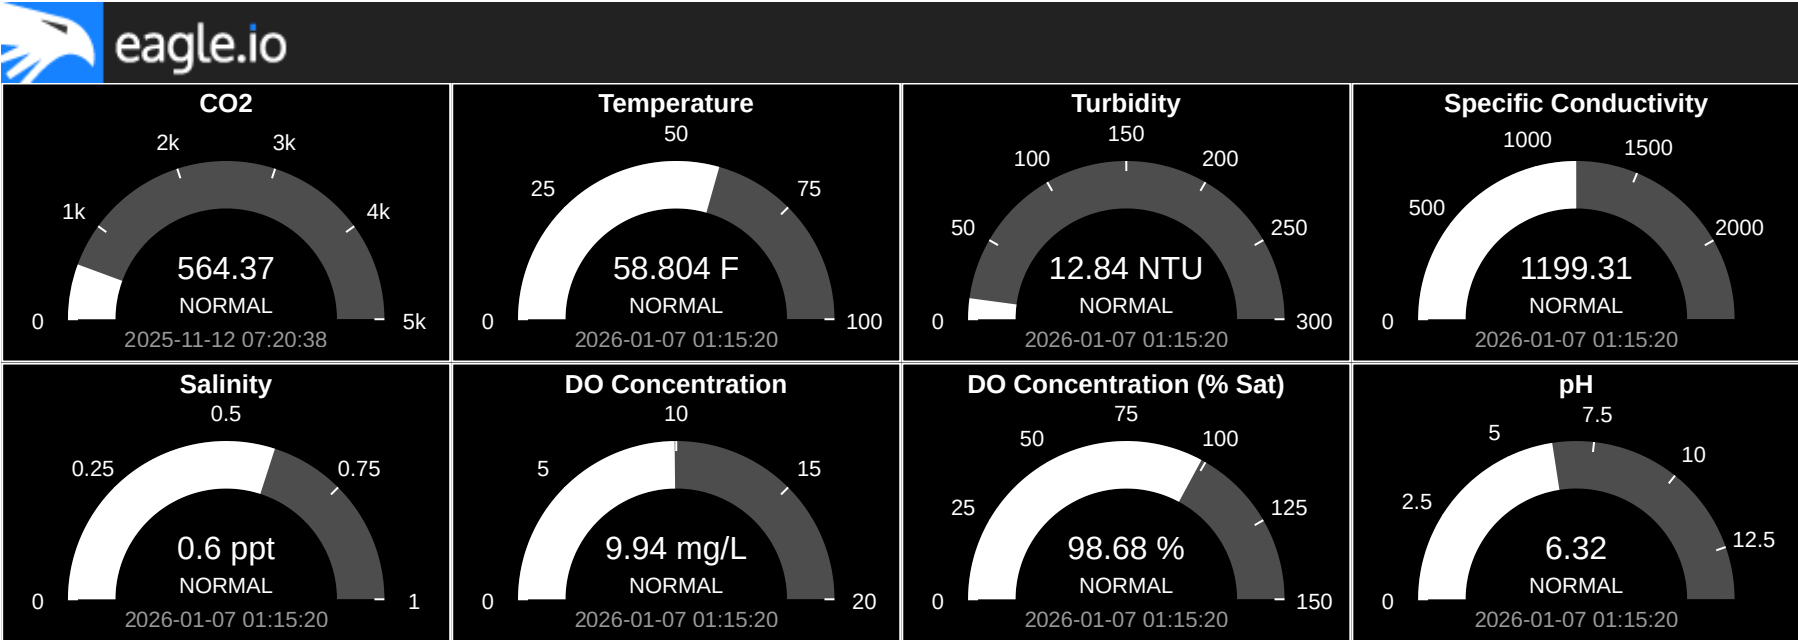 eagle.io
CO2
0
1k
2k
3k
4k
5k
564.37
NORMAL
2025-11-12 07:20:38
Temperature
0
25
50
75
100
58.804 F
NORMAL
2026-01-07 01:15:20
Turbidity
0
50
100
150
200
250
300
12.84 NTU
NORMAL
2026-01-07 01:15:20
Specific Conductivity
0
500
1000
1500
2000
1199.31
NORMAL
2026-01-07 01:15:20
Salinity
0
0.25
0.5
0.75
1
0.6 ppt
NORMAL
2026-01-07 01:15:20
DO Concentration
0
5
10
15
20
9.94 mg/L
NORMAL
2026-01-07 01:15:20
DO Concentration (% Sat)
0
25
50
75
100
125
150
98.68 %
NORMAL
2026-01-07 01:15:20
pH
0
2.5
5
7.5
10
12.5
6.32
NORMAL
2026-01-07 01:15:20